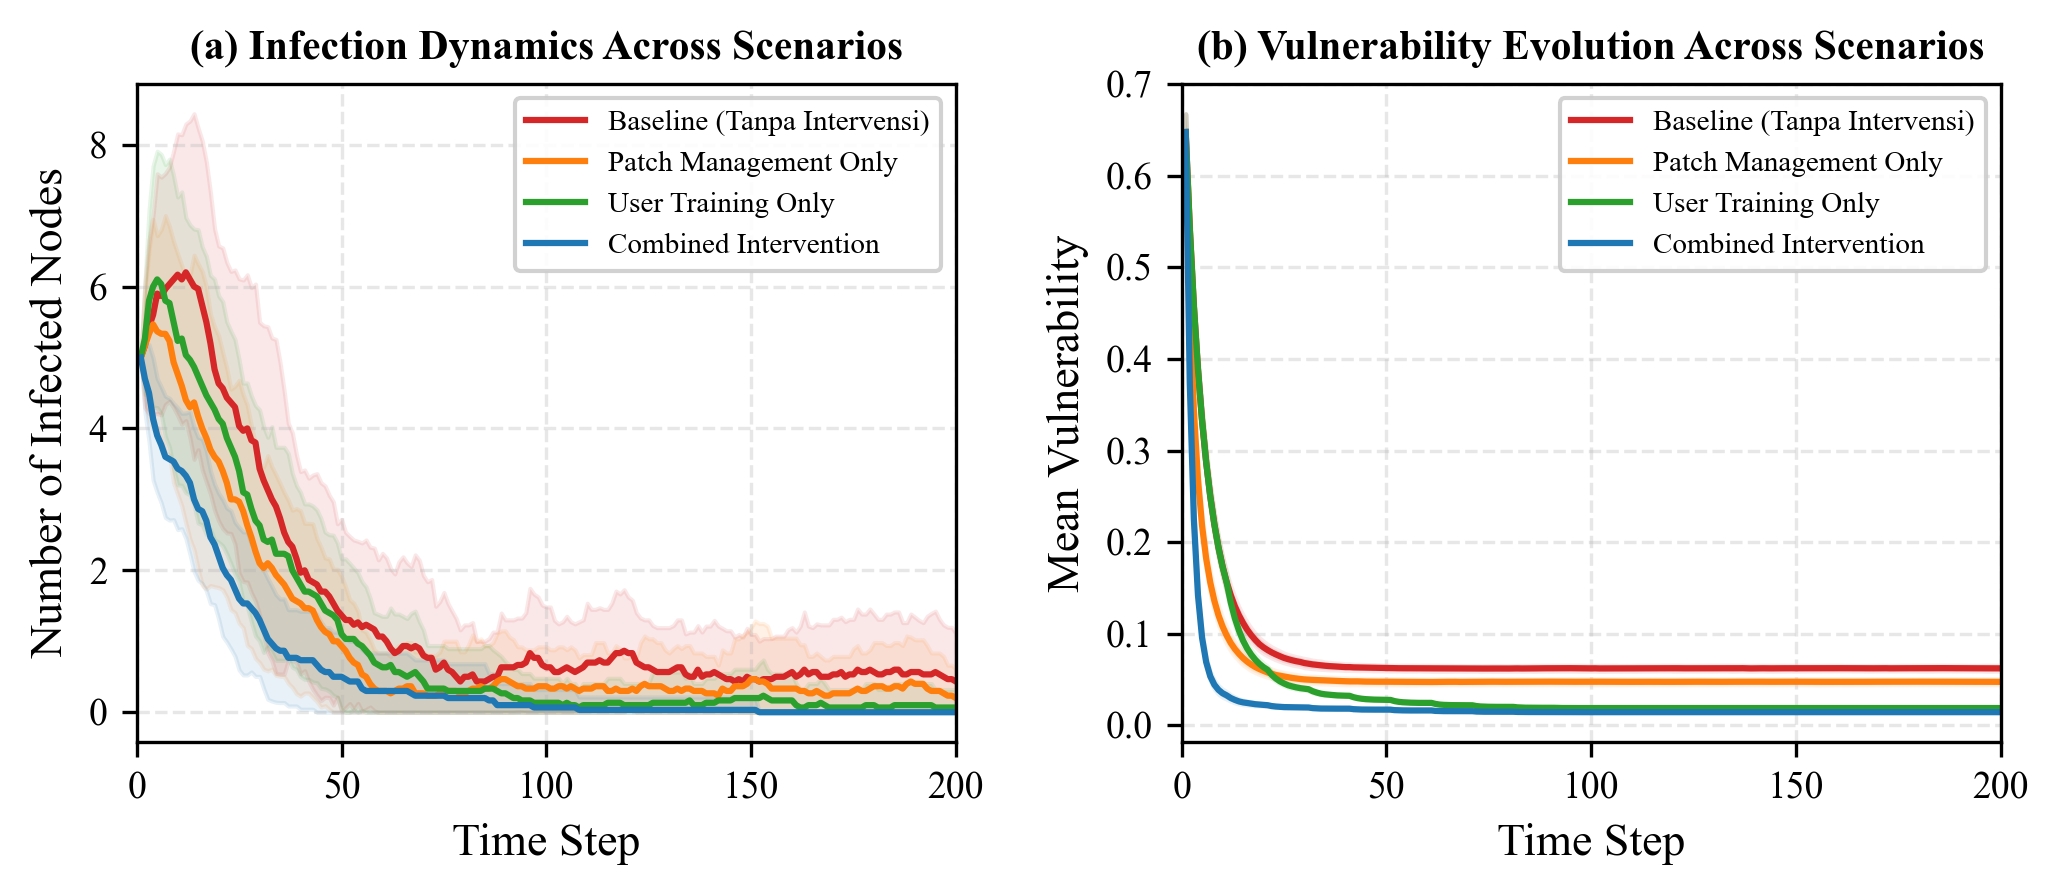 (a) Infection Dynamics Across Scenarios
Number of Infected Nodes
8
6
4
2
0
0 50 100 150 200
Time Step
Baseline (Tanpa Intervensi)
Patch Management Only
User Training Only
Combined Intervention
(b) Vulnerability Evolution Across Scenarios
Mean Vulnerability
0.7
0.6
0.5
0.4
0.3
0.2
0.1
0.0
0 50 100 150 200
Time Step
Baseline (Tanpa Intervensi)
Patch Management Only
User Training Only
Combined Intervention